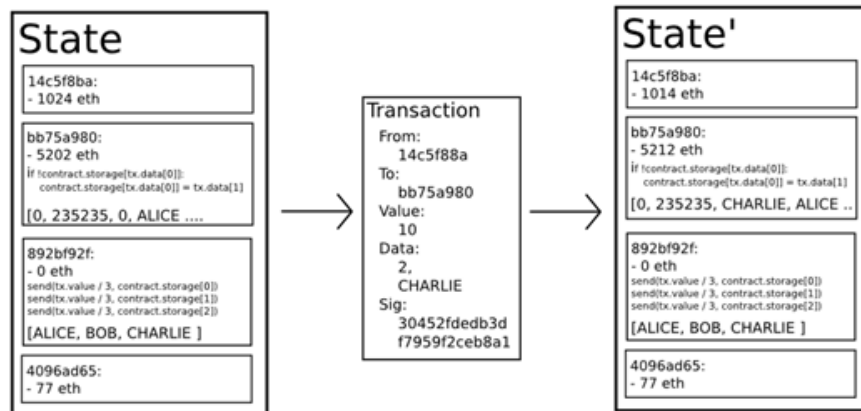 State
14c5f8ba:
- 1024 eth
bb75a980:
- 5202 eth
if !contract.storage[tx.data[0]]:
contract.storage[tx.data[0]] = tx.data[1]
[0, 235235, 0, ALICE ....
892bf92f:
- 0 eth
send(tx.value / 3, contract.storage[0])
send(tx.value / 3, contract.storage[1])
send(tx.value / 3, contract.storage[2])
[ALICE, BOB, CHARLIE ]
4096ad65:
- 77 eth
Transaction
From:
14c5f88a
To:
bb75a980
Value:
10
Data:
2,
CHARLIE
Sig:
30452fdedb3d
f7959f2ceb8a1
State'
14c5f8ba:
- 1014 eth
bb75a980:
- 5212 eth
if !contract.storage[tx.data[0]]:
contract.storage[tx.data[0]] = tx.data[1]
[0, 235235, CHARLIE, ALICE ..
892bf92f:
- 0 eth
send(tx.value / 3, contract.storage[0])
send(tx.value / 3, contract.storage[1])
send(tx.value / 3, contract.storage[2])
[ALICE, BOB, CHARLIE ]
4096ad65:
- 77 eth